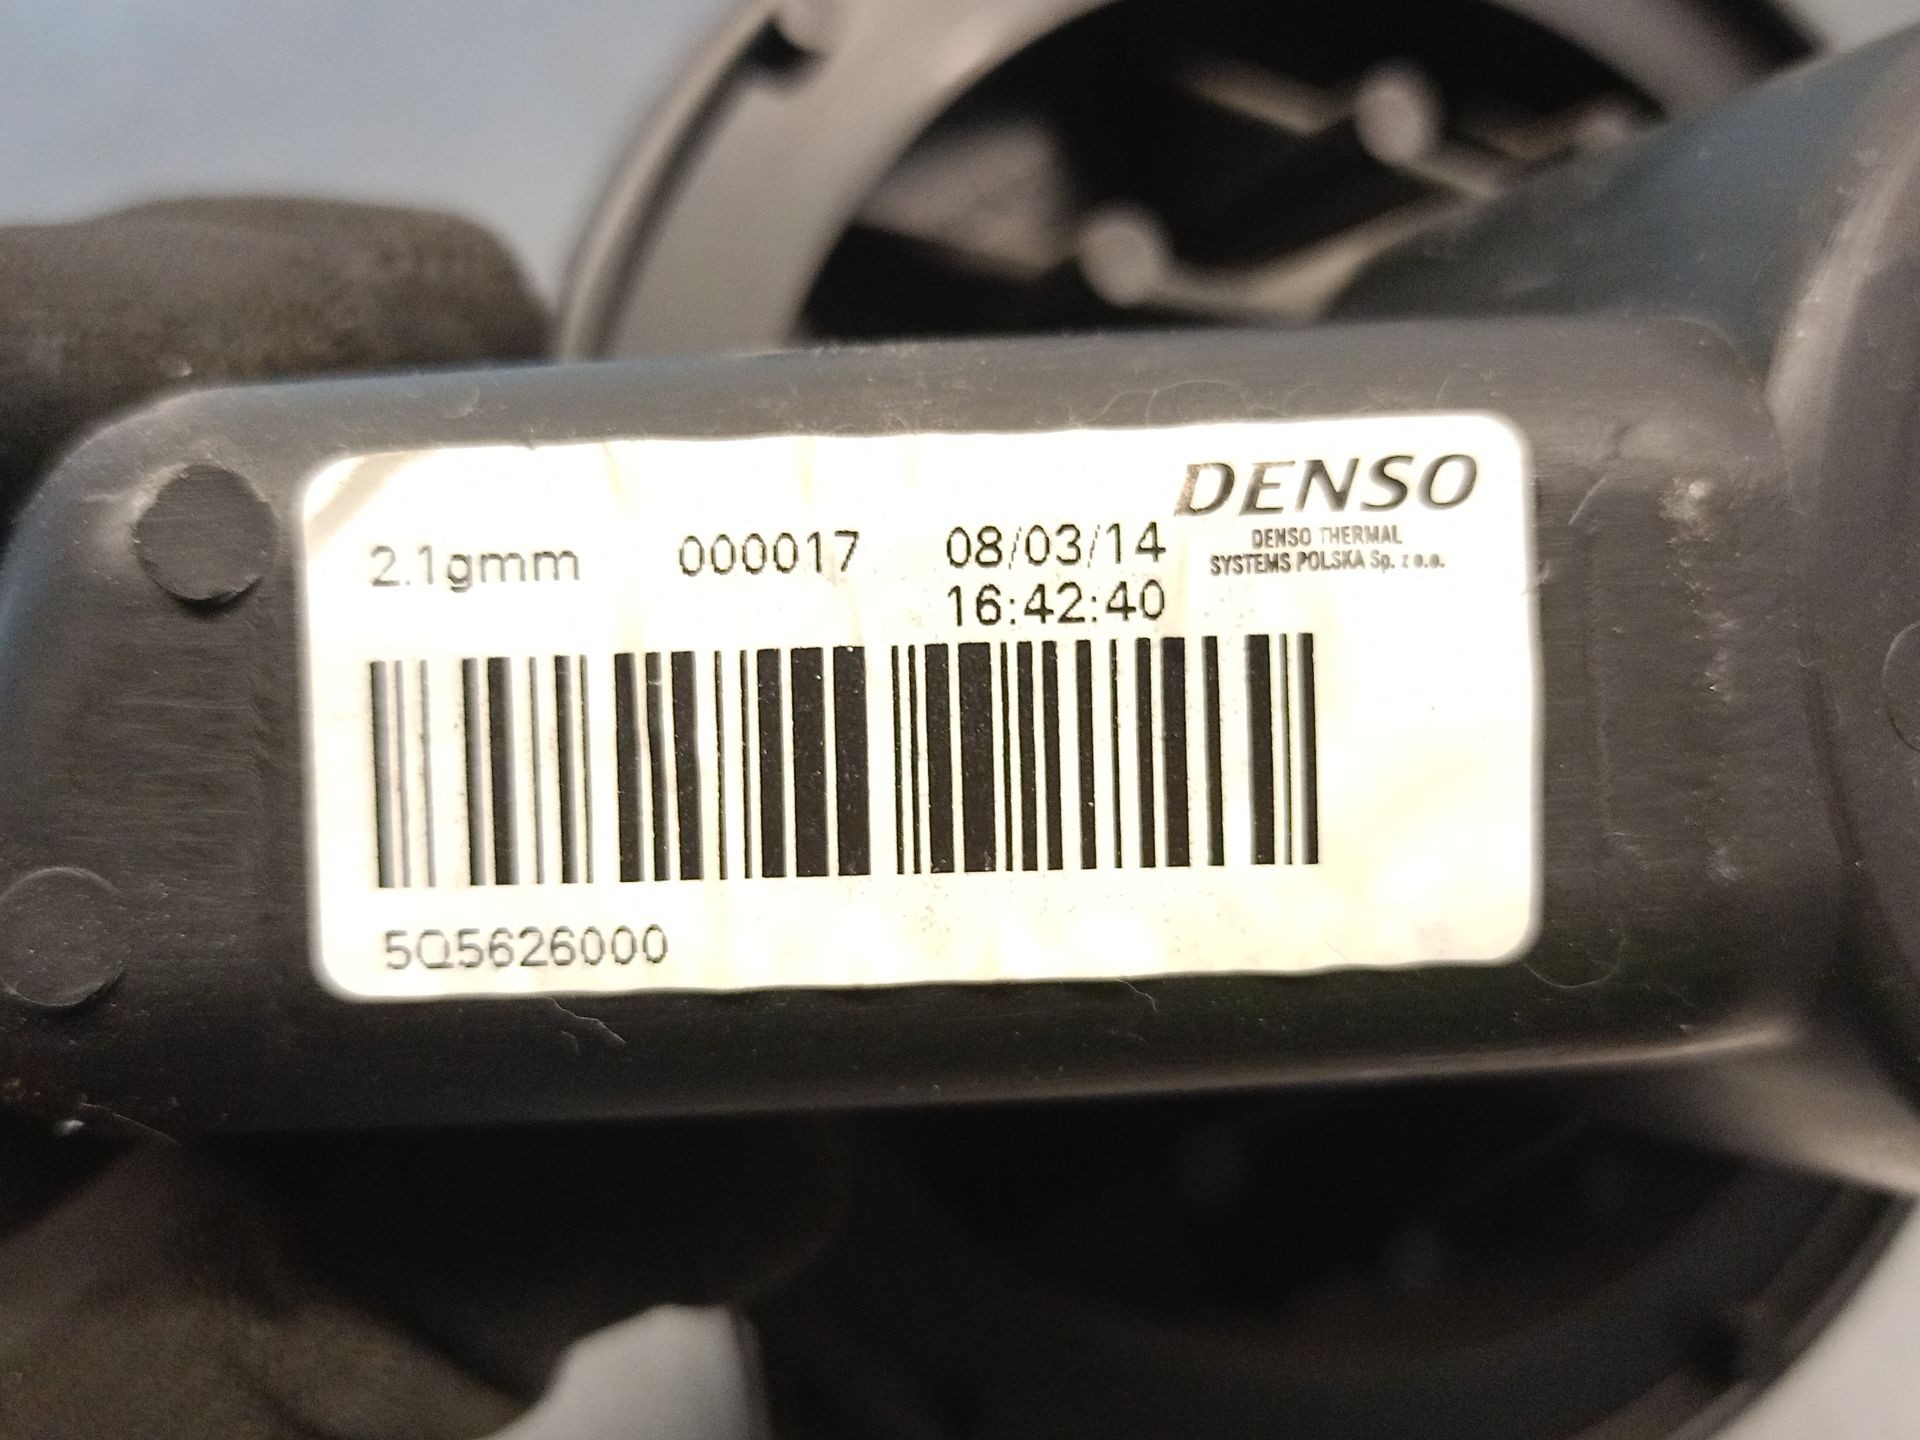 DENSO
DENSO THERMAL
SYSTEMS POLSKA Sp. z o.o.
2.1gmm 000017 08/03/14
16:42:40
5Q5626000